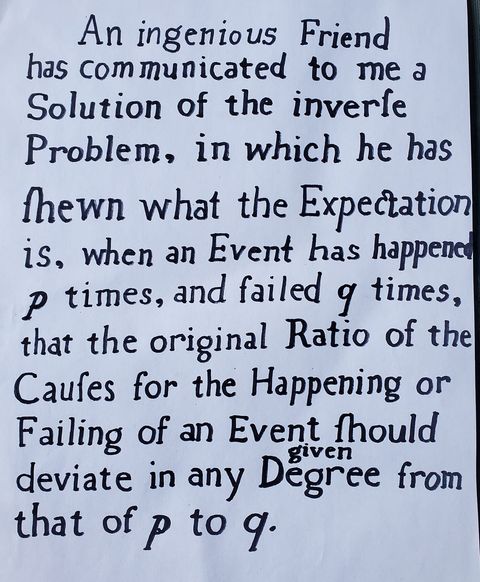 An ingenious Friend
has communicated to me a
Solution of the inverſe
Problem, in which he has
ſhewn what the Expectation
is, when an Event has happened
p times, and failed q times,
that the original Ratio of the
Cauſes for the Happening or
Failing of an Event ſhould
given
deviate in any Degree from
that of p to q.